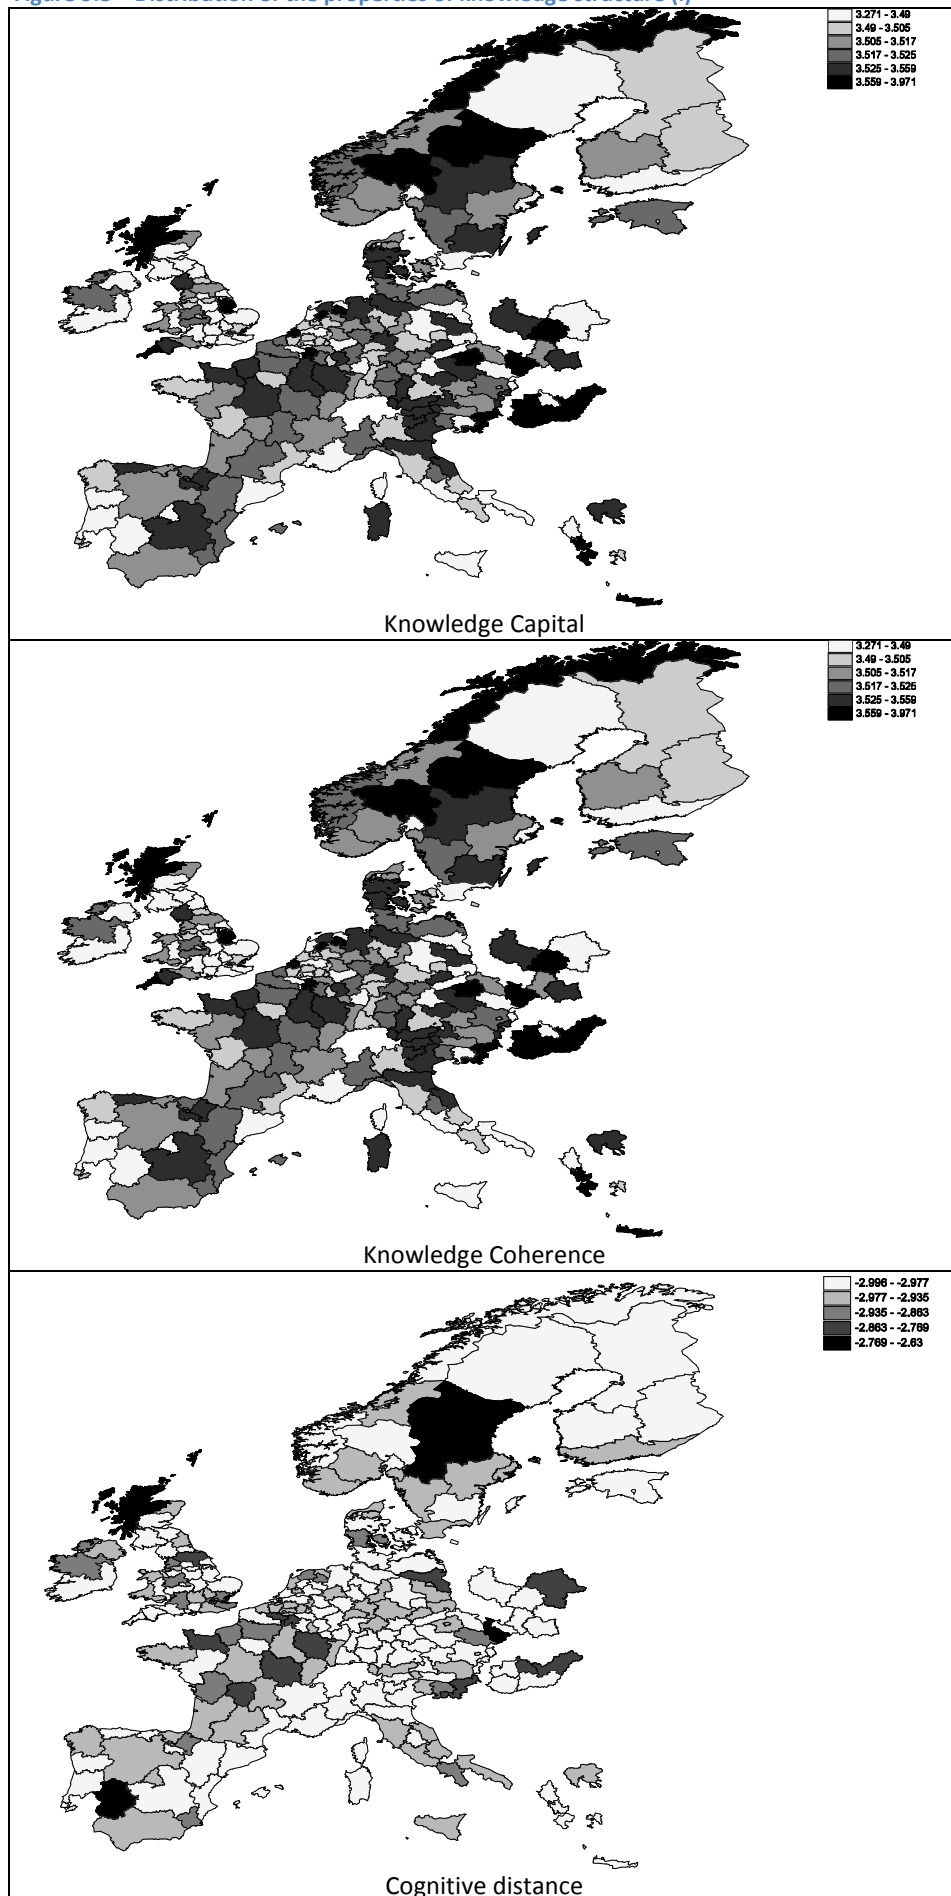 3.271 - 3.49
3.49 - 3.505
3.505 - 3.517
3.517 - 3.525
3.525 - 3.559
3.559 - 3.971
Knowledge Capital
3.271 - 3.49
3.49 - 3.505
3.505 - 3.517
3.517 - 3.525
3.525 - 3.559
3.559 - 3.971
Knowledge Coherence
-2.996 - -2.977
-2.977 - -2.935
-2.935 - -2.863
-2.863 - -2.769
-2.769 - -2.63
Cognitive distance